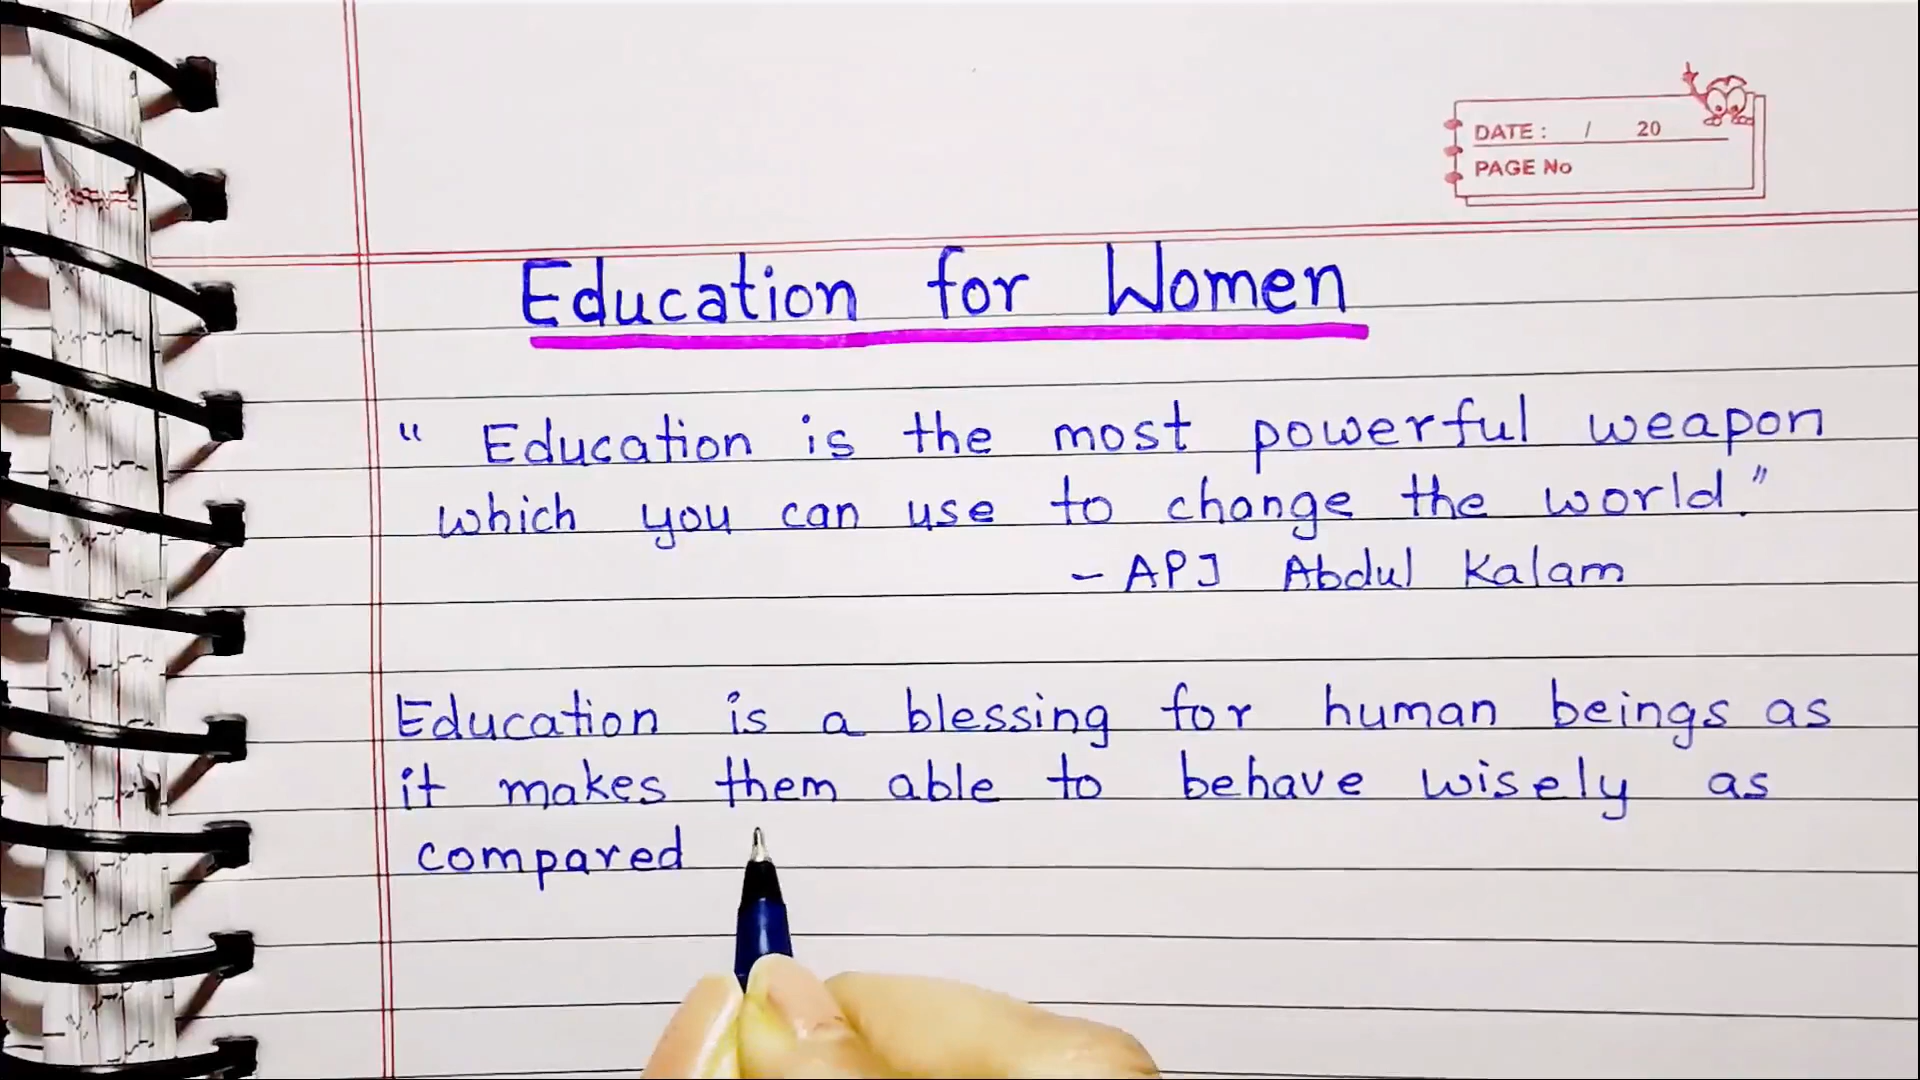 DATE : / 20
PAGE No
Education for Women
" Education is the most powerful weapon
which you can use to change the world."
- APJ Abdul Kalam
Education is a blessing for human beings as
it makes them able to behave wisely as
compared